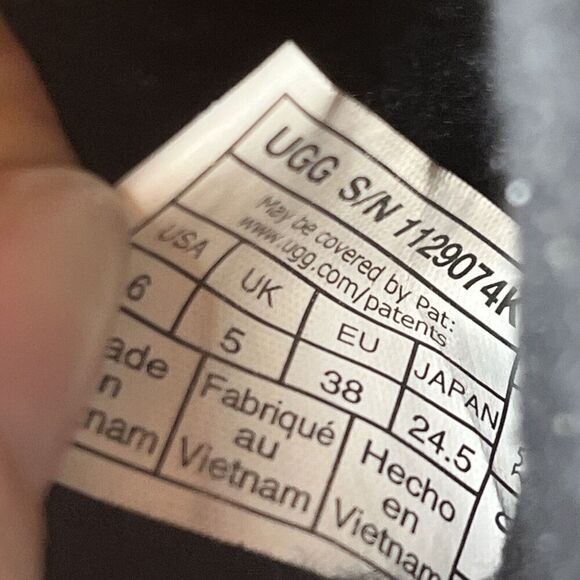 UGG S/N 1129074K
May be covered by Pat:
www.ugg.com/patents
USA UK EU JAPAN
6 5 38 24.5
ade
n
nam
Fabriqué
au
Vietnam
Hecho
en
Vietnam